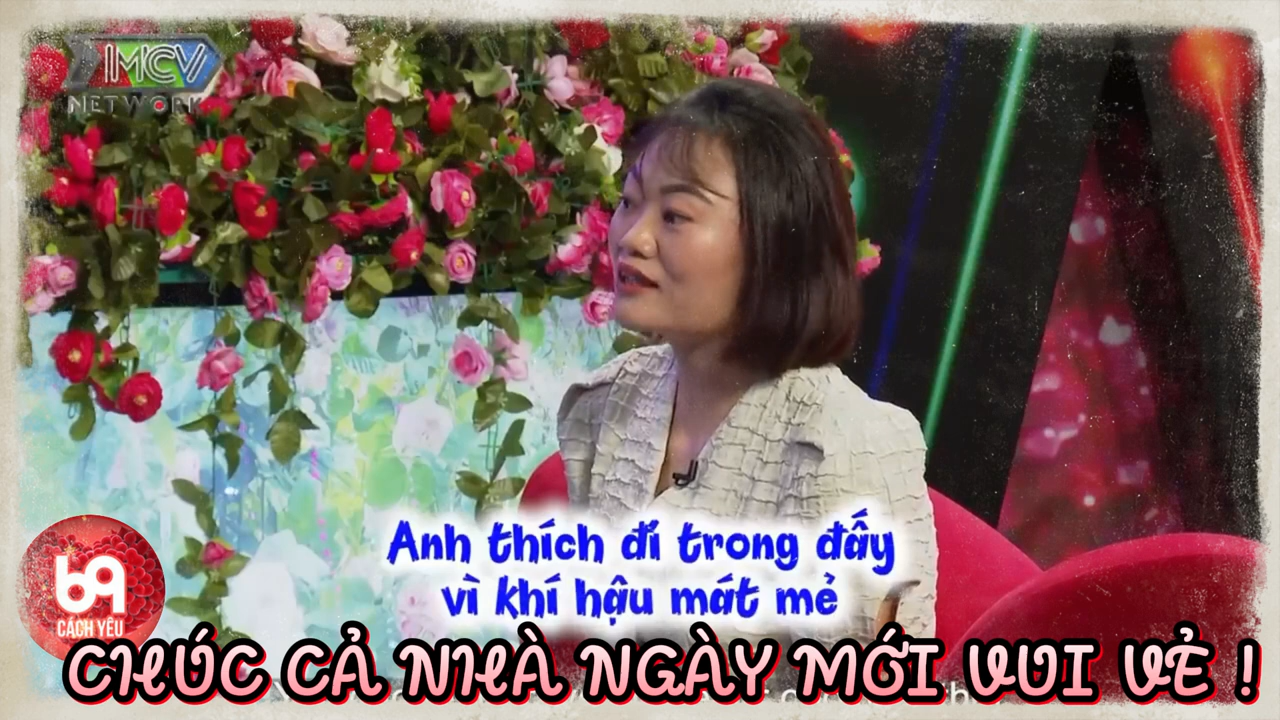 MCV
NETWORK
Anh thích đi trong đấy
vì khí hậu mát mẻ
69
CÁCH YÊU
CHÚC CẢ NHÀ NGÀY MỚI VUI VẺ !